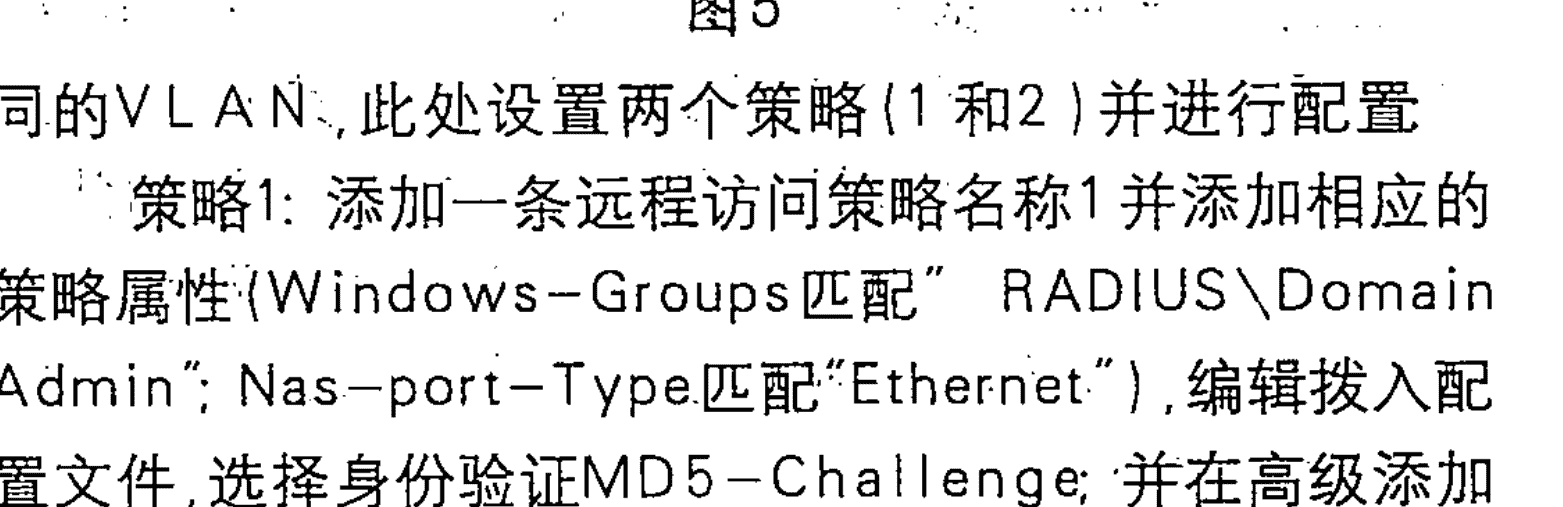 图5
同的VLAN,此处设置两个策略(1和2)并进行配置
策略1: 添加一条远程访问策略名称1并添加相应的
策略属性(Windows-Groups匹配" RADIUS\Domain
Admin"; Nas-port-Type匹配"Ethernet"),编辑拨入配
置文件,选择身份验证MD5-Challenge; 并在高级添加